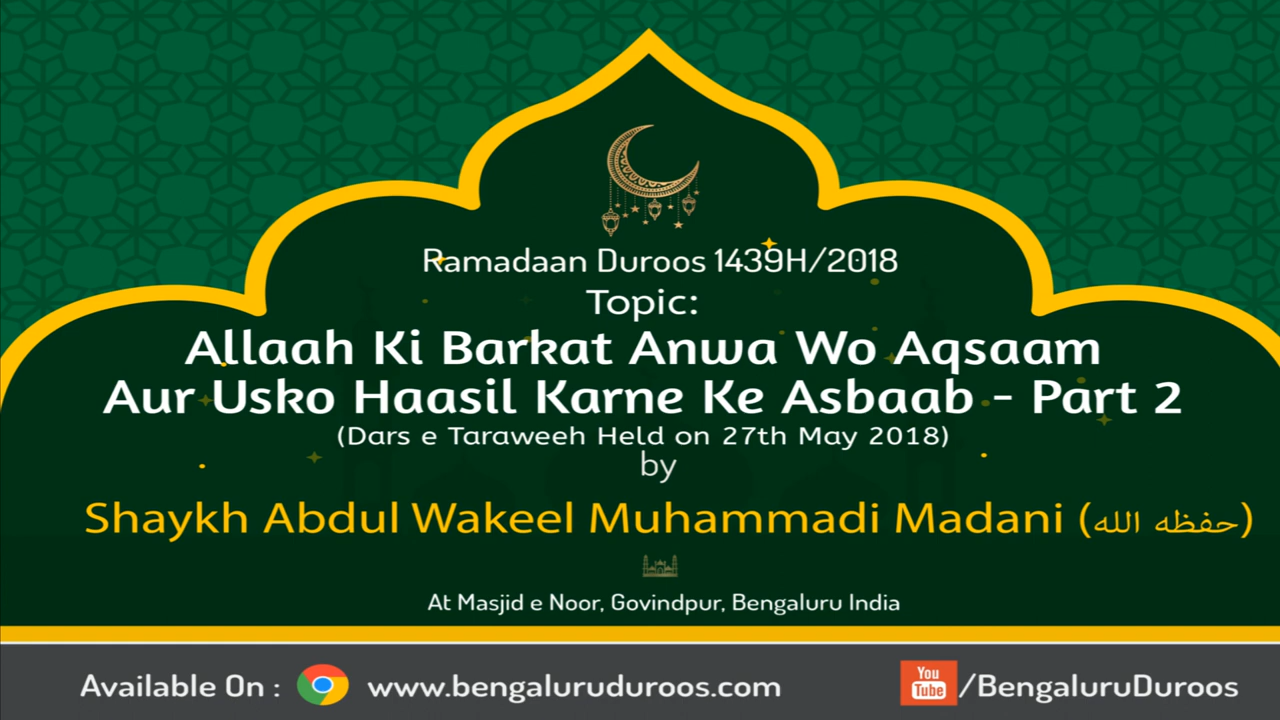 Ramadaan Duroos 1439H/2018
Topic:
Allaah Ki Barkat Anwa Wo Aqsaam
Aur Usko Haasil Karne Ke Asbaab - Part 2
(Dars e Taraweeh Held on 27th May 2018)
by
Shaykh Abdul Wakeel Muhammadi Madani (حفظه الله)
At Masjid e Noor, Govindpur, Bengaluru India
Available On : www.bengaluruduroos.com You Tube /BengaluruDuroos